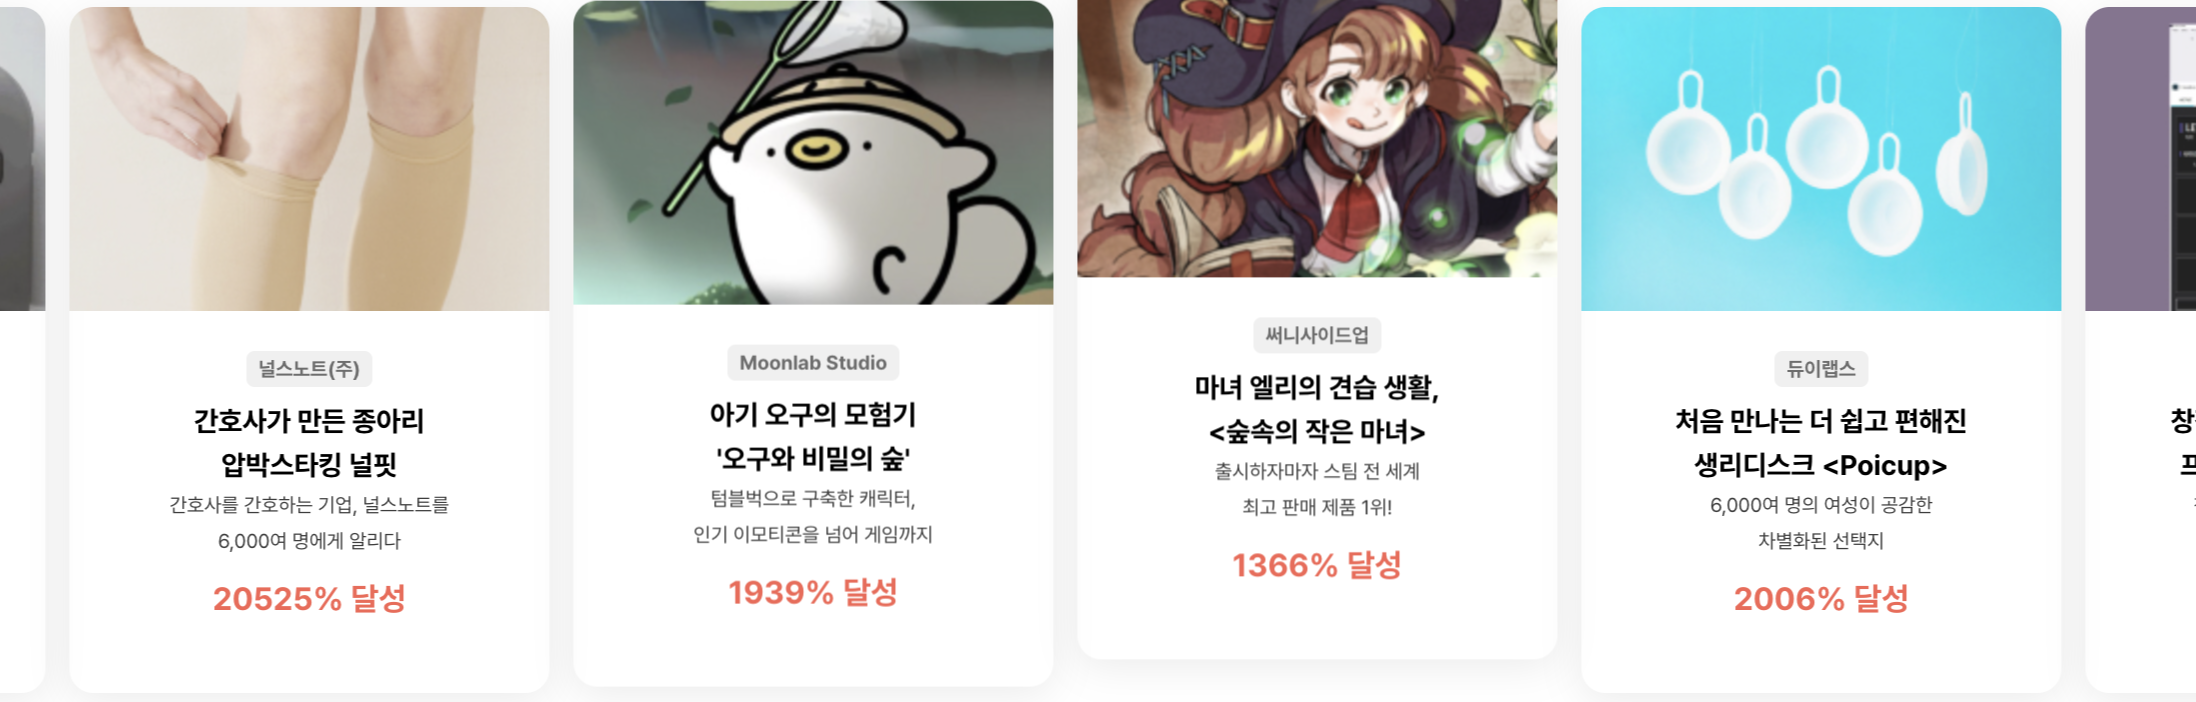 널스노트(주)
간호사가 만든 종아리
압박스타킹 널핏
간호사를 간호하는 기업, 널스노트를
6,000여 명에게 알리다
20525% 달성
Moonlab Studio
아기 오구의 모험기
'오구와 비밀의 숲'
텀블벅으로 구축한 캐릭터,
인기 이모티콘을 넘어 게임까지
1939% 달성
써니사이드업
마녀 엘리의 견습 생활,
<숲속의 작은 마녀>
출시하자마자 스팀 전 세계
최고 판매 제품 1위!
1366% 달성
듀이랩스
처음 만나는 더 쉽고 편해진
생리디스크 <Poicup>
6,000여 명의 여성이 공감한
차별화된 선택지
2006% 달성